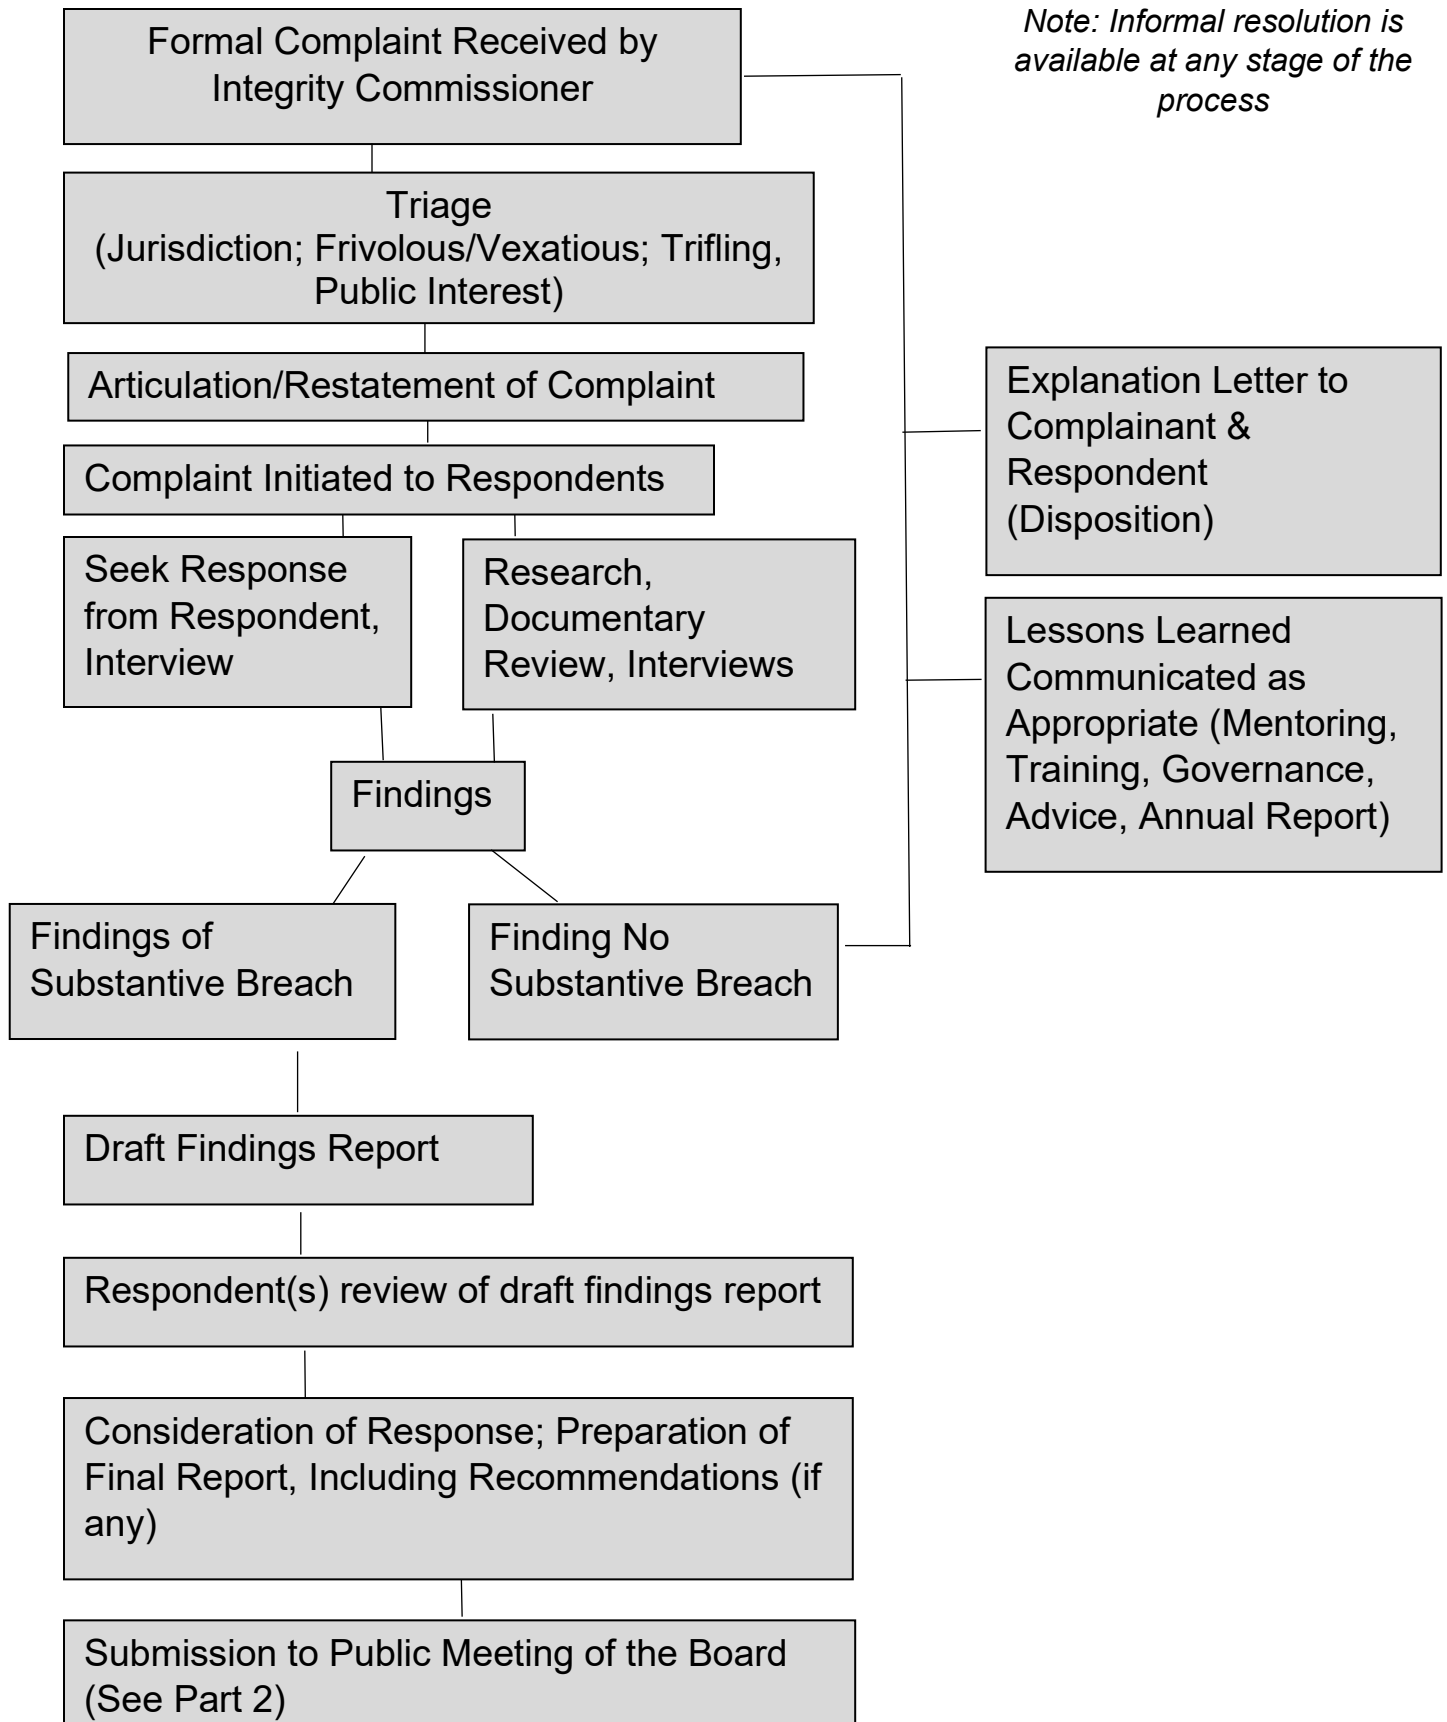 Formal Complaint Received by
Integrity Commissioner
Note: Informal resolution is
available at any stage of the
process
Triage
(Jurisdiction; Frivolous/Vexatious; Trifling,
Public Interest)
Articulation/Restatement of Complaint
Complaint Initiated to Respondents
Seek Response
from Respondent,
Interview
Research,
Documentary
Review, Interviews
Explanation Letter to
Complainant &
Respondent
(Disposition)
Lessons Learned
Communicated as
Appropriate (Mentoring,
Training, Governance,
Advice, Annual Report)
Findings
Findings of
Substantive Breach
Finding No
Substantive Breach
Draft Findings Report
Respondent(s) review of draft findings report
Consideration of Response; Preparation of
Final Report, Including Recommendations (if
any)
Submission to Public Meeting of the Board
(See Part 2)